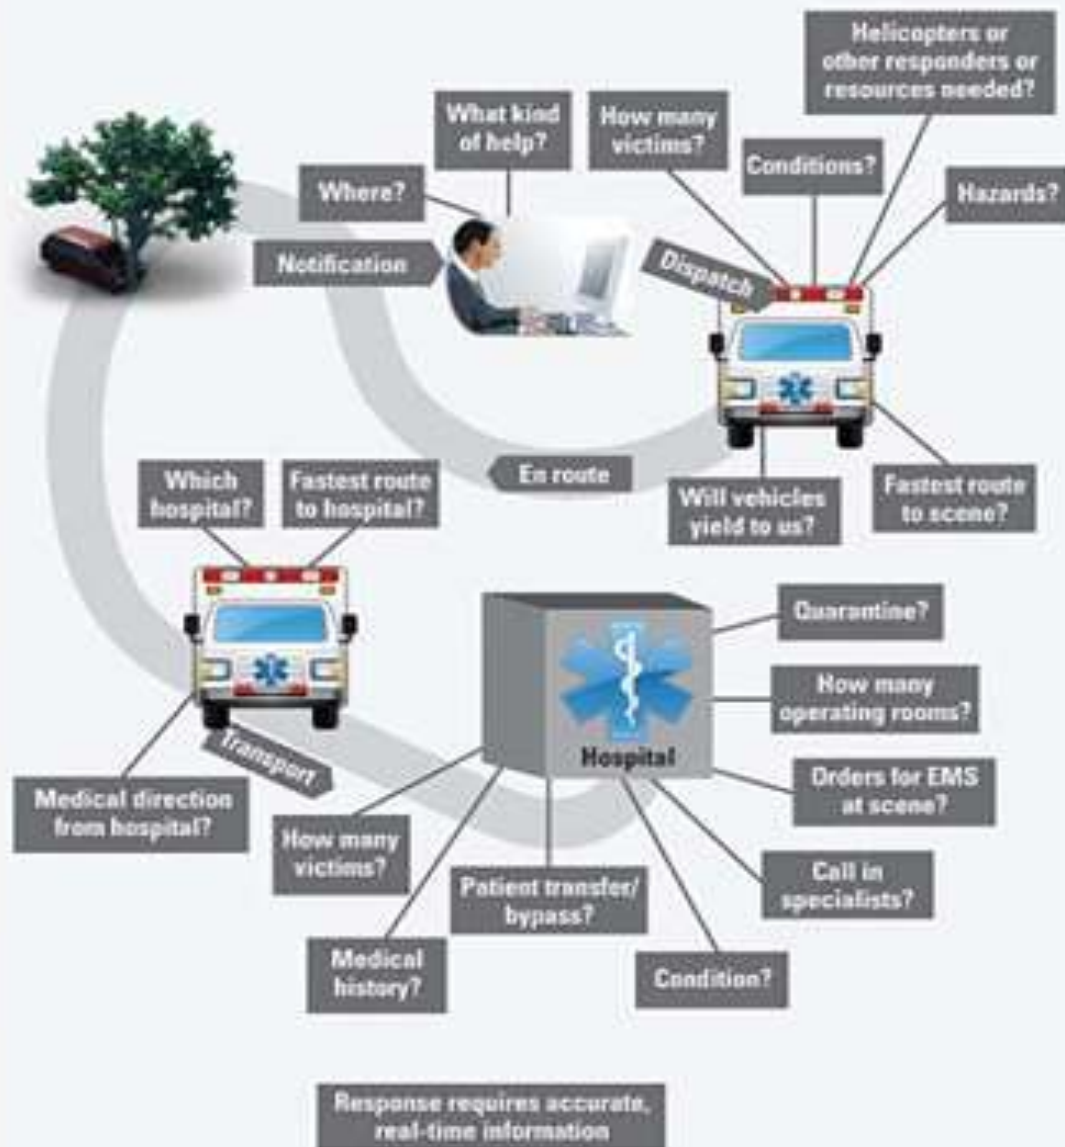 Helicopters or
other responders or
resources needed?
What kind
of help?
How many
victims?
Conditions?
Where?
Hazards?
Notification
Dispatch
En route
Which
hospital?
Fastest route
to hospital?
Will vehicles
yield to us?
Fastest route
to scene?
Quarantine?
How many
operating rooms?
Hospital
Transport
Orders for EMS
at scene?
Medical direction
from hospital?
How many
victims?
Patient transfer/
bypass?
Call in
specialists?
Medical
history?
Condition?
Response requires accurate,
real-time information